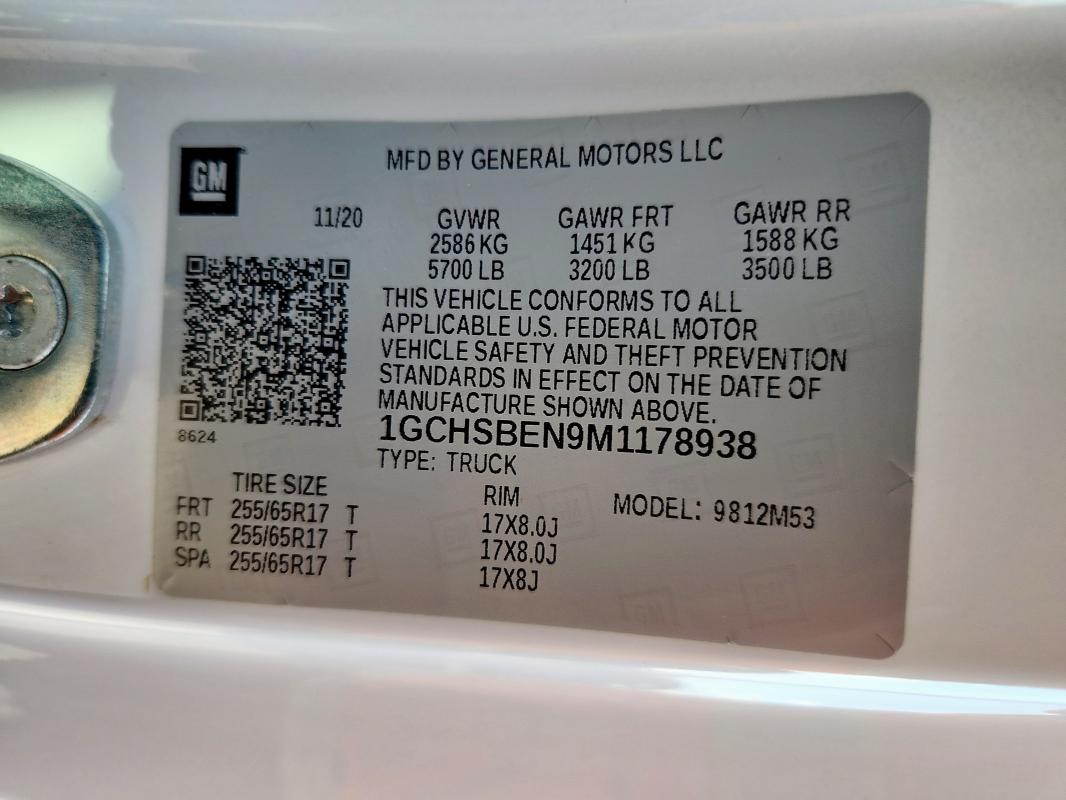 GM
MFD BY GENERAL MOTORS LLC
11/20 GVWR GAWR FRT GAWR RR
2586 KG 1451 KG 1588 KG
5700 LB 3200 LB 3500 LB
THIS VEHICLE CONFORMS TO ALL
APPLICABLE U.S. FEDERAL MOTOR
VEHICLE SAFETY AND THEFT PREVENTION
STANDARDS IN EFFECT ON THE DATE OF
MANUFACTURE SHOWN ABOVE.
8624
1GCHSBEN9M1178938
TYPE: TRUCK
TIRE SIZE RIM MODEL: 9812M53
FRT 255/65R17 T 17X8.0J
RR 255/65R17 T 17X8.0J
SPA 255/65R17 T 17X8J